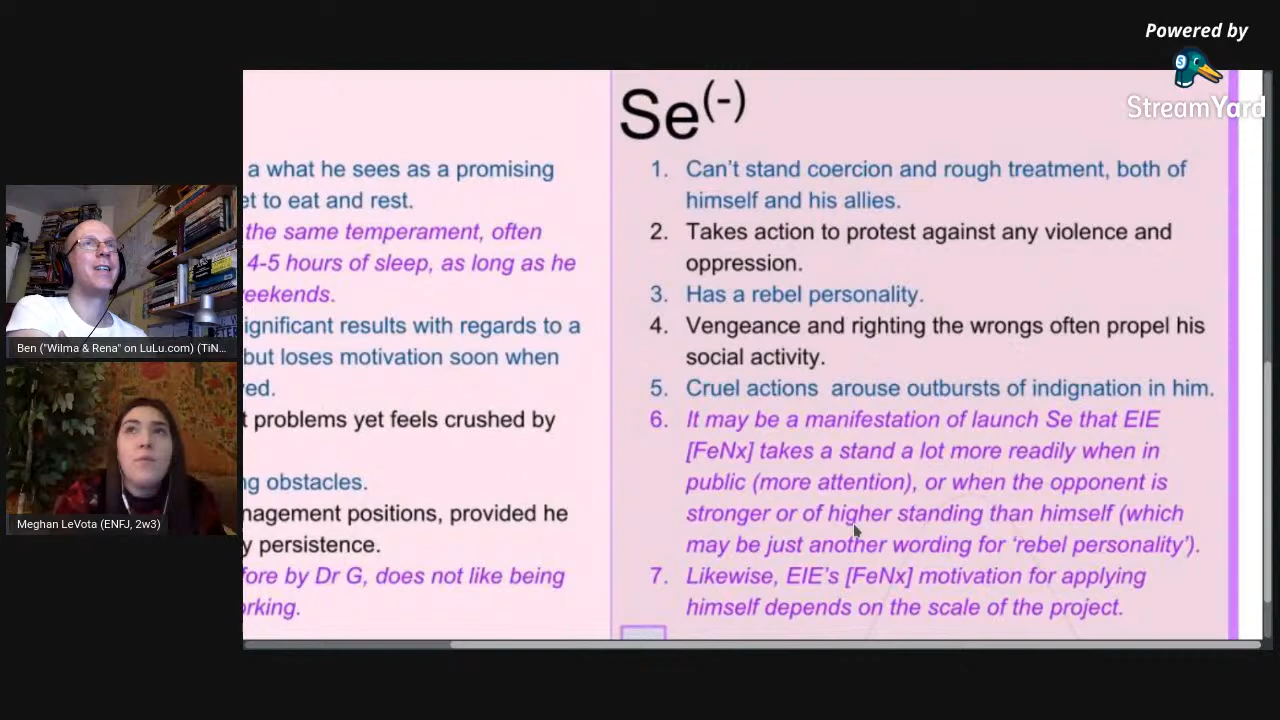 Powered by
StreamYard
a what he sees as a promising
et to eat and rest.
the same temperament, often
4-5 hours of sleep, as long as he
eekends.
ignificant results with regards to a
but loses motivation soon when
ed.
t problems yet feels crushed by
ng obstacles.
nagement positions, provided he
y persistence.
fore by Dr G, does not like being
orking.
Se(-)
1. Can't stand coercion and rough treatment, both of
himself and his allies.
2. Takes action to protest against any violence and
oppression.
3. Has a rebel personality.
4. Vengeance and righting the wrongs often propel his
social activity.
5. Cruel actions arouse outbursts of indignation in him.
6. It may be a manifestation of launch Se that EIE
[FeNx] takes a stand a lot more readily when in
public (more attention), or when the opponent is
stronger or of higher standing than himself (which
may be just another wording for 'rebel personality').
7. Likewise, EIE's [FeNx] motivation for applying
himself depends on the scale of the project.
Ben ("Wilma & Rena" on LuLu.com) (TiN...
Meghan LeVota (ENFJ, 2w3)